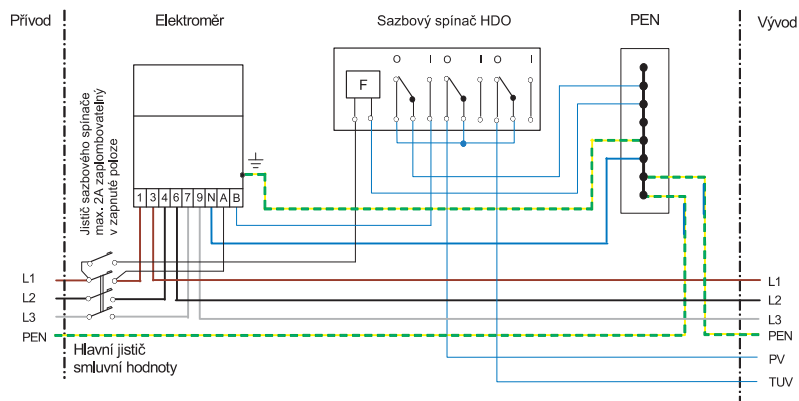 Přívod
Elektroměr
Sazbový spínač HDO
PEN
Vývod
O I O I O I
F
Jistič sazbového spínače
max. 2A zaplombovatelný
v zapnuté poloze
1 3 4 6 7 9 N A B
L1
L2
L3
PEN
Hlavní jistič
smluvní hodnoty
L1
L2
L3
PEN
PV
TUV